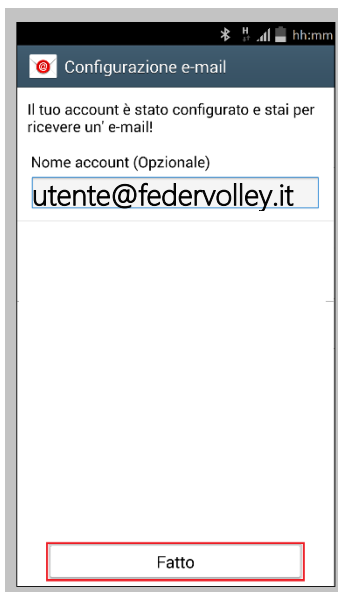 H hh:mm
Configurazione e-mail
Il tuo account è stato configurato e stai per
ricevere un' e-mail!
Nome account (Opzionale)
utente@federvolley.it
Fatto